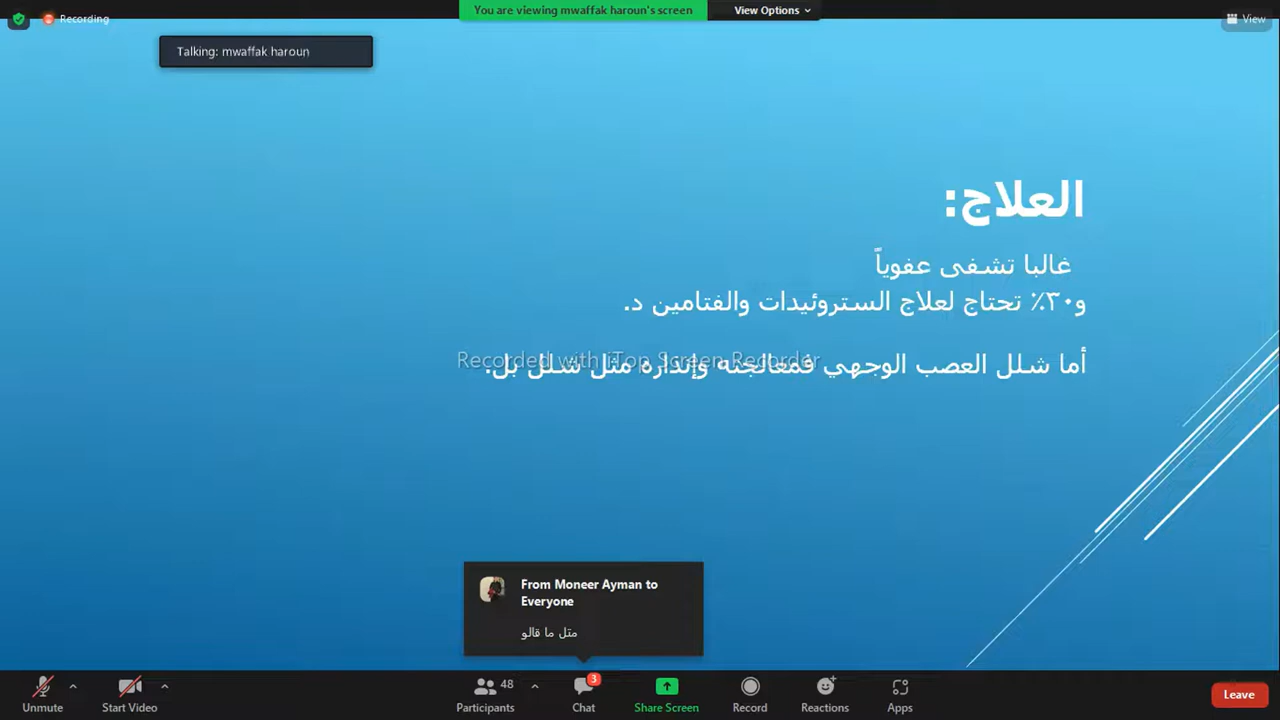 You are viewing mwaffak haroun's screen
View Options
Recording
View
Talking: mwaffak haroun
العلاج:
غالبا تشفى عفوياً
و٣٠٪ تحتاج لعلاج الستروئيدات والفتامين د.
أما شلل العصب الوجهي فمعالجته وإنذاره مثل شلل بل.
Recorded with iTop Screen Recorder
From Moneer Ayman to
Everyone
متل ما قالو
Unmute
Start Video
48
Participants
3
Chat
Share Screen
Record
Reactions
Apps
Leave